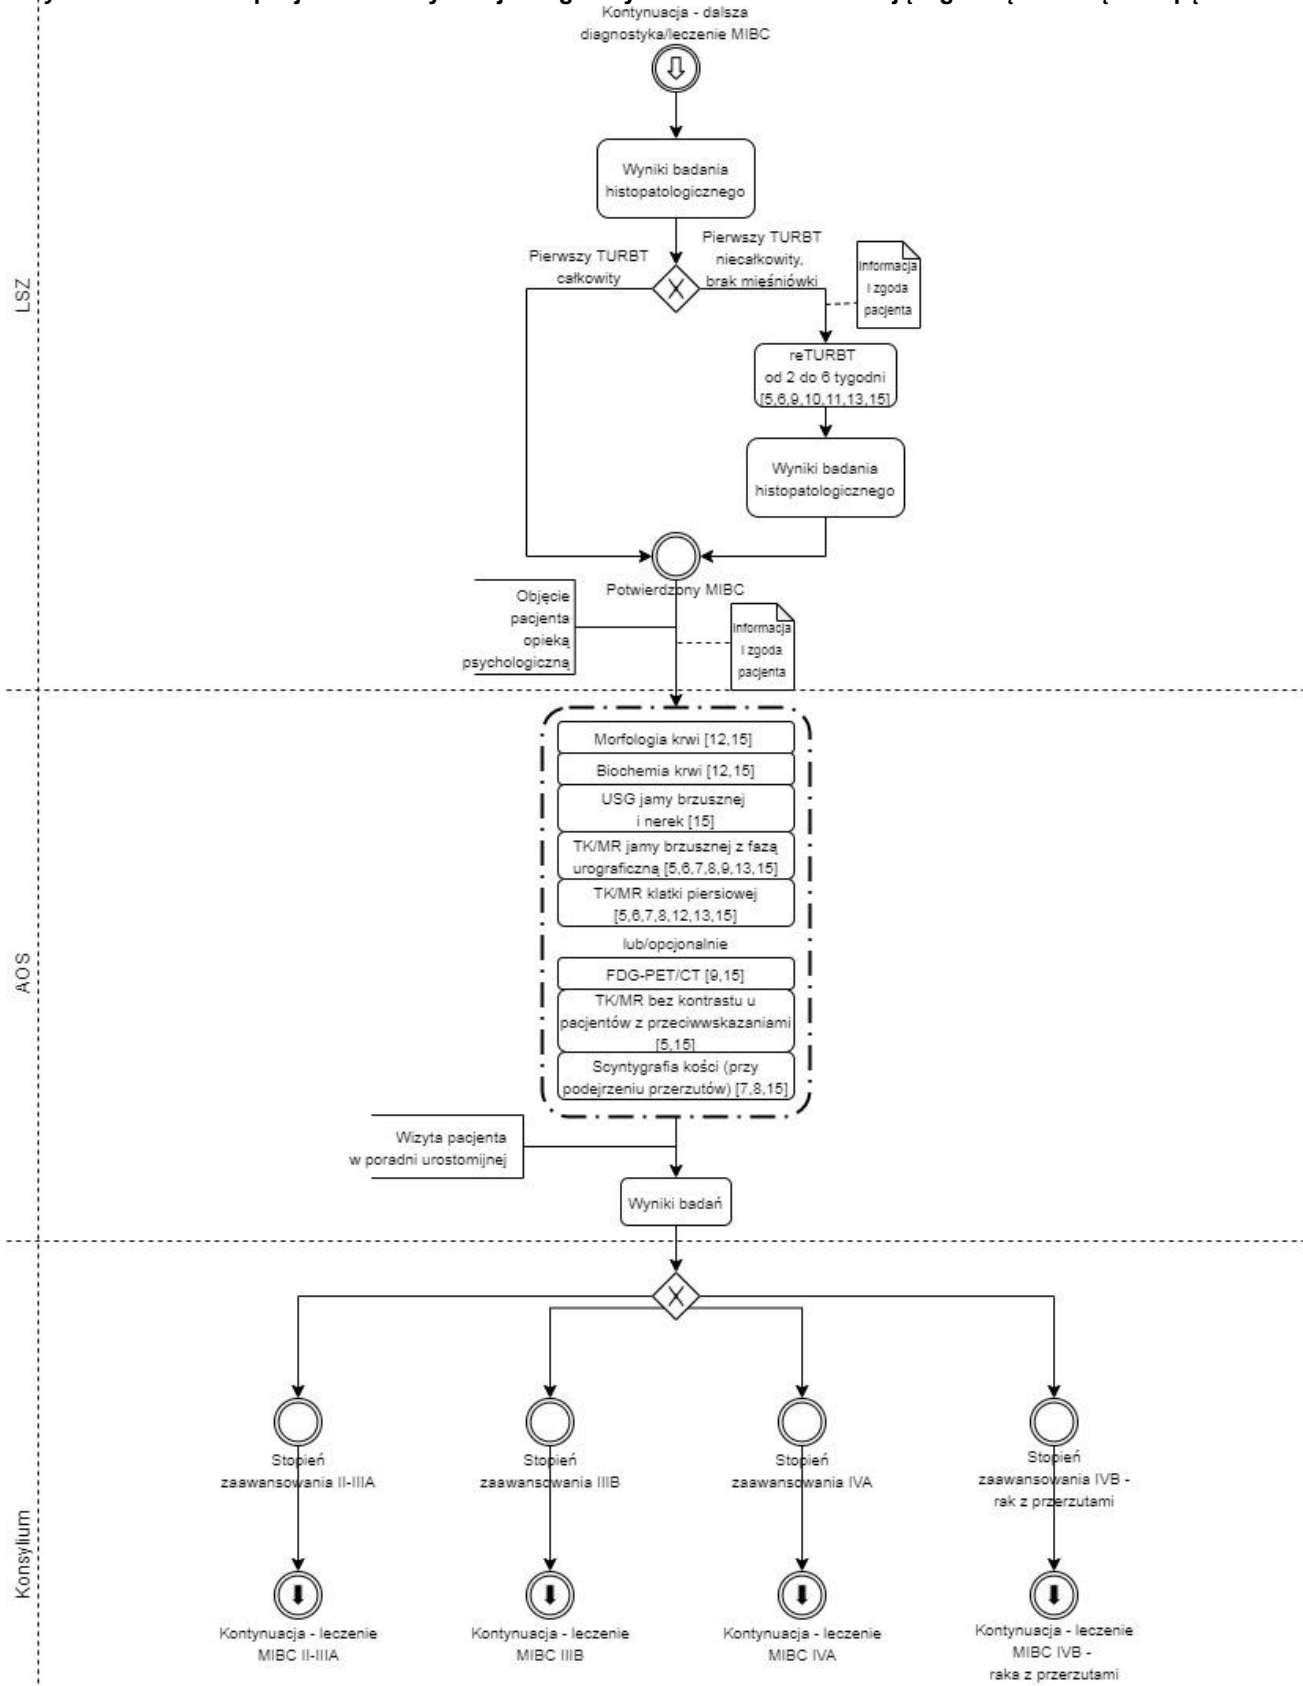 Kontynuacja - dalsza
diagnostyka/leczenie MIBC
LSZ
Wyniki badania
histopatologicznego
Pierwszy TURBT
całkowity
Pierwszy TURBT
niecałkowity,
brak mięśniówki
X
Informacja
I zgoda
pacjenta
reTURBT
od 2 do 6 tygodni
[5,6,9,10,11,13,15]
Wyniki badania
histopatologicznego
Potwierdzony MIBC
Objęcie
pacjenta
opieką
psychologiczną
Informacja
I zgoda
pacjenta
AOS
Morfologia krwi [12,15]
Biochemia krwi [12,15]
USG jamy brzusznej
i nerek [15]
TK/MR jamy brzusznej z fazą
urograficzną [5,6,7,8,9,13,15]
TK/MR klatki piersiowej
[5,6,7,8,12,13,15]
lub/opcjonalnie
FDG-PET/CT [9,15]
TK/MR bez kontrastu u
pacjentów z przeciwwskazaniami
[5,15]
Scyntygrafia kości (przy
podejrzeniu przerzutów) [7,8,15]
Wizyta pacjenta
w poradni urostomijnej
Wyniki badań
Konsylium
X
Stopień
zaawansowania II-IIIA
Stopień
zaawansowania IIIB
Stopień
zaawansowania IVA
Stopień
zaawansowania IVB -
rak z przerzutami
Kontynuacja - leczenie
MIBC II-IIIA
Kontynuacja - leczenie
MIBC IIIB
Kontynuacja - leczenie
MIBC IVA
Kontynuacja - leczenie
MIBC IVB -
raka z przerzutami